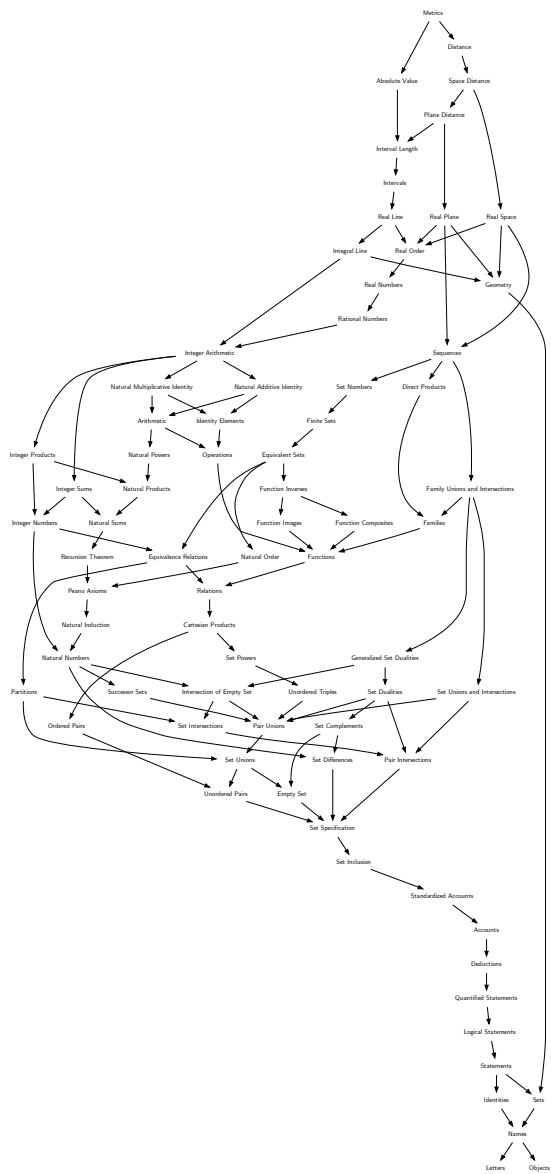 Metrics
Distance
Absolute Value
Space Distance
Plane Distance
Interval Length
Intervals
Real Line
Real Plane
Real Space
Integral Line
Real Order
Real Numbers
Geometry
Rational Numbers
Integer Arithmetic
Sequences
Natural Multiplicative Identity
Natural Additive Identity
Set Numbers
Direct Products
Arithmetic
Identity Elements
Finite Sets
Integer Products
Natural Powers
Operations
Equivalent Sets
Integer Sums
Natural Products
Function Inverses
Family Unions and Intersections
Integer Numbers
Natural Sums
Function Images
Function Composites
Families
Recursion Theorem
Equivalence Relations
Natural Order
Functions
Peano Axioms
Relations
Natural Induction
Cartesian Products
Natural Numbers
Set Powers
Generalized Set Dualities
Partitions
Successor Sets
Intersection of Empty Set
Unordered Triples
Set Dualities
Set Unions and Intersections
Ordered Pairs
Set Intersections
Pair Unions
Set Complements
Set Unions
Set Differences
Pair Intersections
Unordered Pairs
Empty Set
Set Specification
Set Inclusion
Standardized Accounts
Accounts
Deductions
Quantified Statements
Logical Statements
Statements
Identities
Sets
Names
Letters
Objects